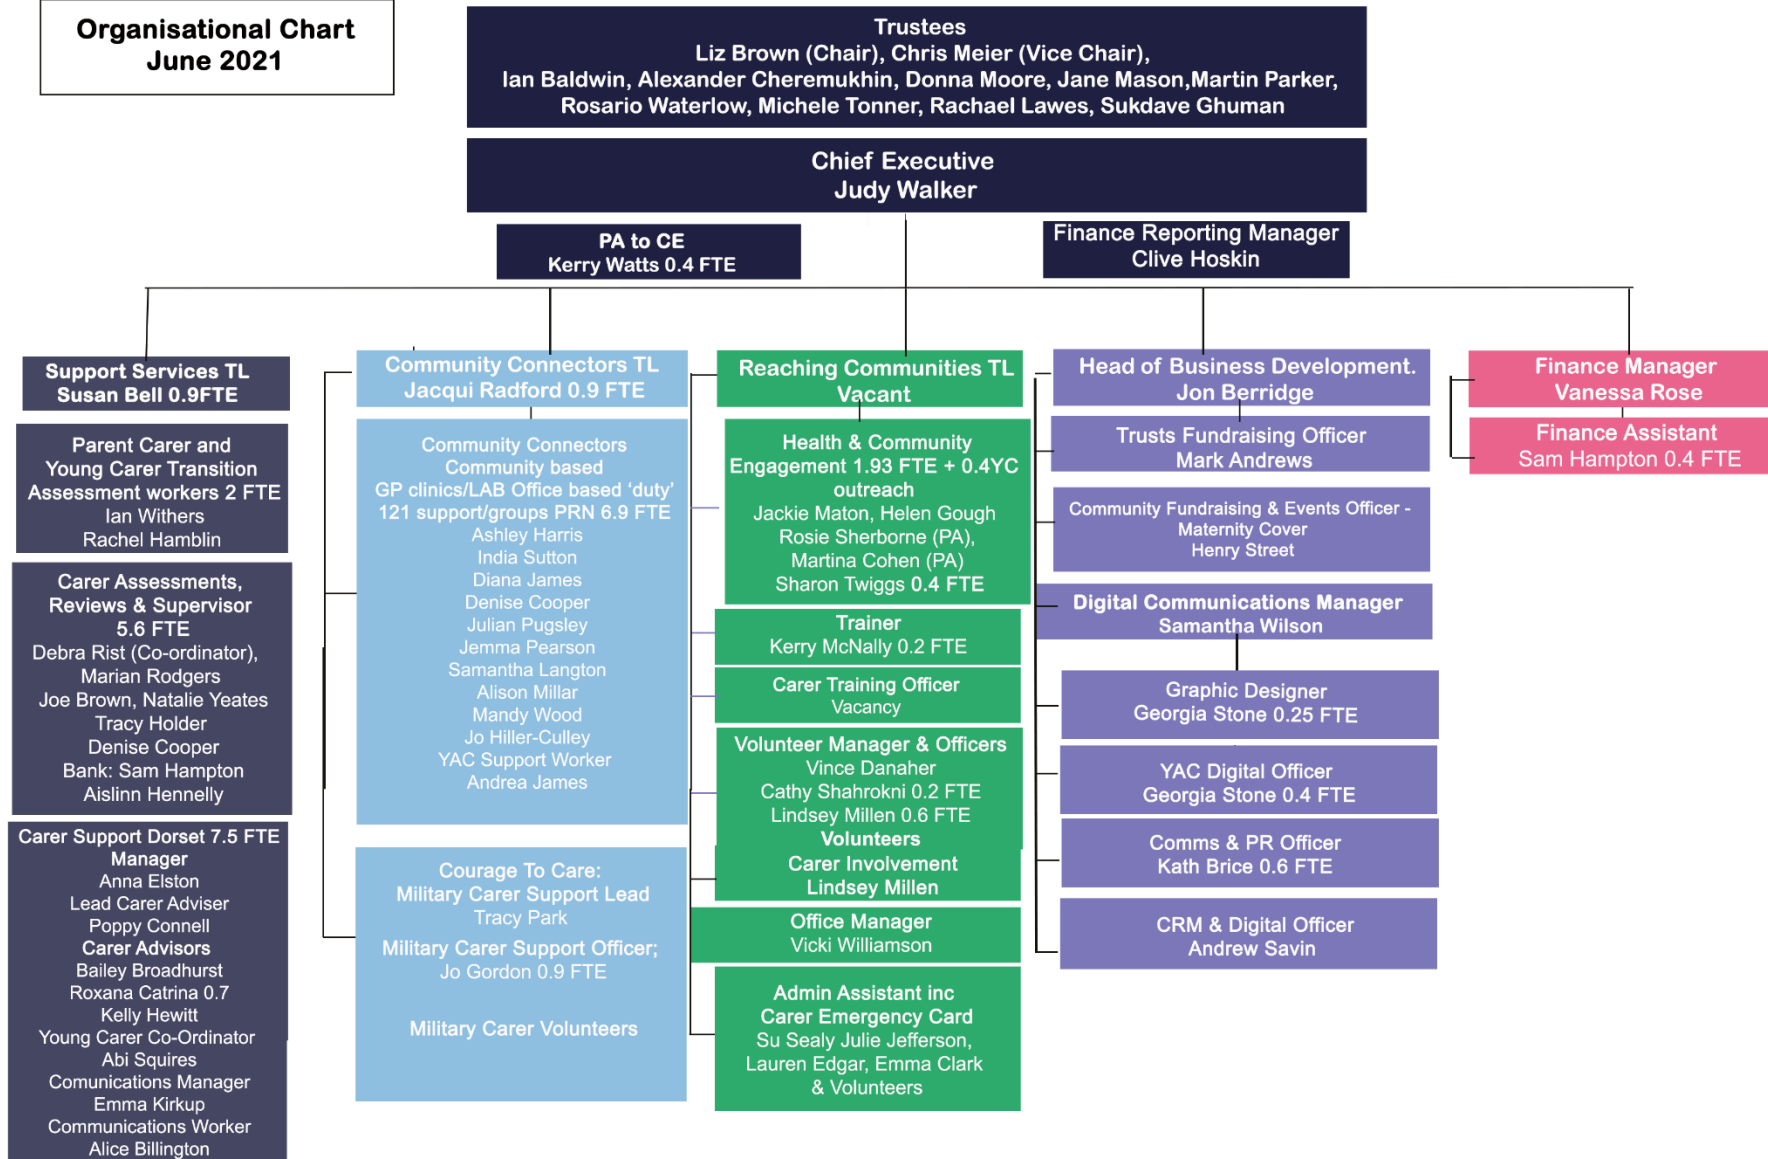 Organisational Chart
June 2021
Trustees
Liz Brown (Chair), Chris Meier (Vice Chair),
Ian Baldwin, Alexander Cheremukhin, Donna Moore, Jane Mason,Martin Parker,
Rosario Waterlow, Michele Tonner, Rachael Lawes, Sukdave Ghuman
Chief Executive
Judy Walker
PA to CE
Kerry Watts 0.4 FTE
Finance Reporting Manager
Clive Hoskin
Support Services TL
Susan Bell 0.9FTE
Parent Carer and
Young Carer Transition
Assessment workers 2 FTE
Ian Withers
Rachel Hamblin
Carer Assessments,
Reviews & Supervisor
5.6 FTE
Debra Rist (Co-ordinator),
Marian Rodgers
Joe Brown, Natalie Yeates
Tracy Holder
Denise Cooper
Bank: Sam Hampton
Aislinn Hennelly
Carer Support Dorset 7.5 FTE
Manager
Anna Elston
Lead Carer Adviser
Poppy Connell
Carer Advisors
Bailey Broadhurst
Roxana Catrina 0.7
Kelly Hewitt
Young Carer Co-Ordinator
Abi Squires
Comunications Manager
Emma Kirkup
Communications Worker
Alice Billington
Community Connectors TL
Jacqui Radford 0.9 FTE
Community Connectors
Community based
GP clinics/LAB Office based ‘duty’
121 support/groups PRN 6.9 FTE
Ashley Harris
India Sutton
Diana James
Denise Cooper
Julian Pugsley
Jemma Pearson
Samantha Langton
Alison Millar
Mandy Wood
Jo Hiller-Culley
YAC Support Worker
Andrea James
Courage To Care:
Military Carer Support Lead
Tracy Park
Military Carer Support Officer;
Jo Gordon 0.9 FTE
Military Carer Volunteers
Reaching Communities TL
Vacant
Health & Community
Engagement 1.93 FTE + 0.4YC
outreach
Jackie Maton, Helen Gough
Rosie Sherborne (PA),
Martina Cohen (PA)
Sharon Twiggs 0.4 FTE
Trainer
Kerry McNally 0.2 FTE
Carer Training Officer
Vacancy
Volunteer Manager & Officers
Vince Danaher
Cathy Shahrokni 0.2 FTE
Lindsey Millen 0.6 FTE
Volunteers
Carer Involvement
Lindsey Millen
Office Manager
Vicki Williamson
Admin Assistant inc
Carer Emergency Card
Su Sealy Julie Jefferson,
Lauren Edgar, Emma Clark
& Volunteers
Head of Business Development.
Jon Berridge
Trusts Fundraising Officer
Mark Andrews
Community Fundraising & Events Officer -
Maternity Cover
Henry Street
Digital Communications Manager
Samantha Wilson
Graphic Designer
Georgia Stone 0.25 FTE
YAC Digital Officer
Georgia Stone 0.4 FTE
Comms & PR Officer
Kath Brice 0.6 FTE
CRM & Digital Officer
Andrew Savin
Finance Manager
Vanessa Rose
Finance Assistant
Sam Hampton 0.4 FTE